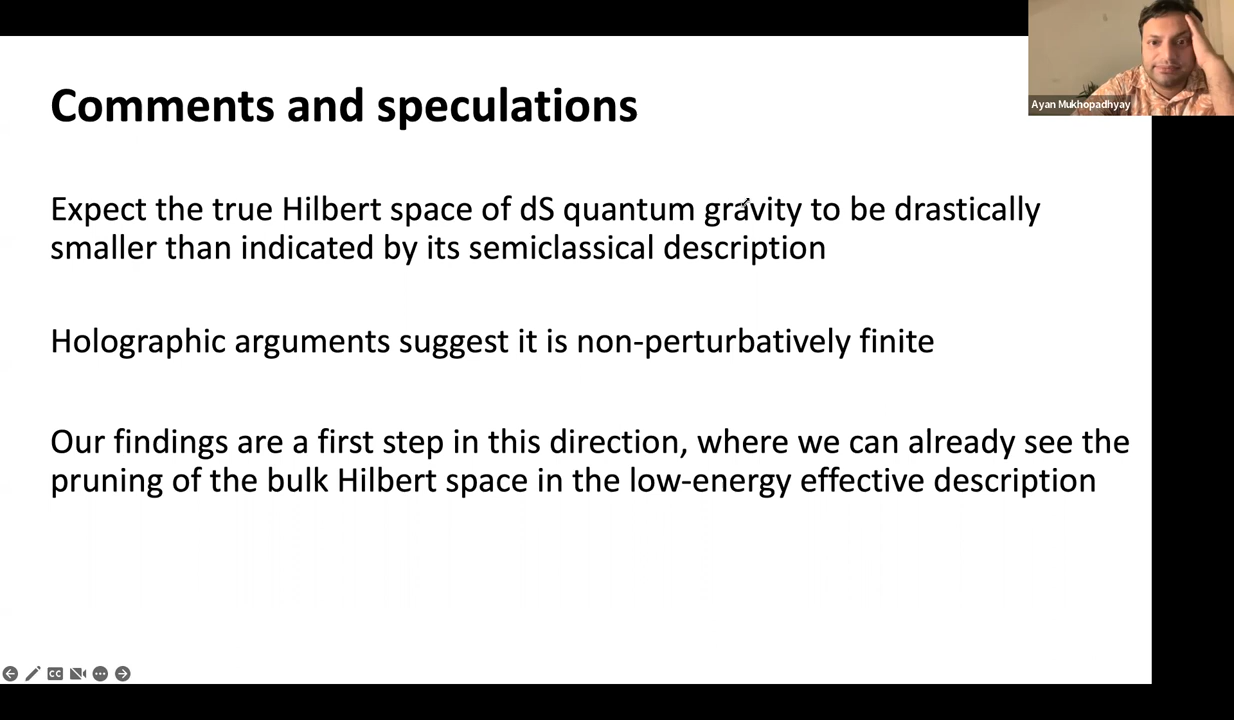 Comments and speculations
Ayan Mukhopadhyay
Expect the true Hilbert space of dS quantum gravity to be drastically
smaller than indicated by its semiclassical description
Holographic arguments suggest it is non-perturbatively finite
Our findings are a first step in this direction, where we can already see the
pruning of the bulk Hilbert space in the low-energy effective description
CC